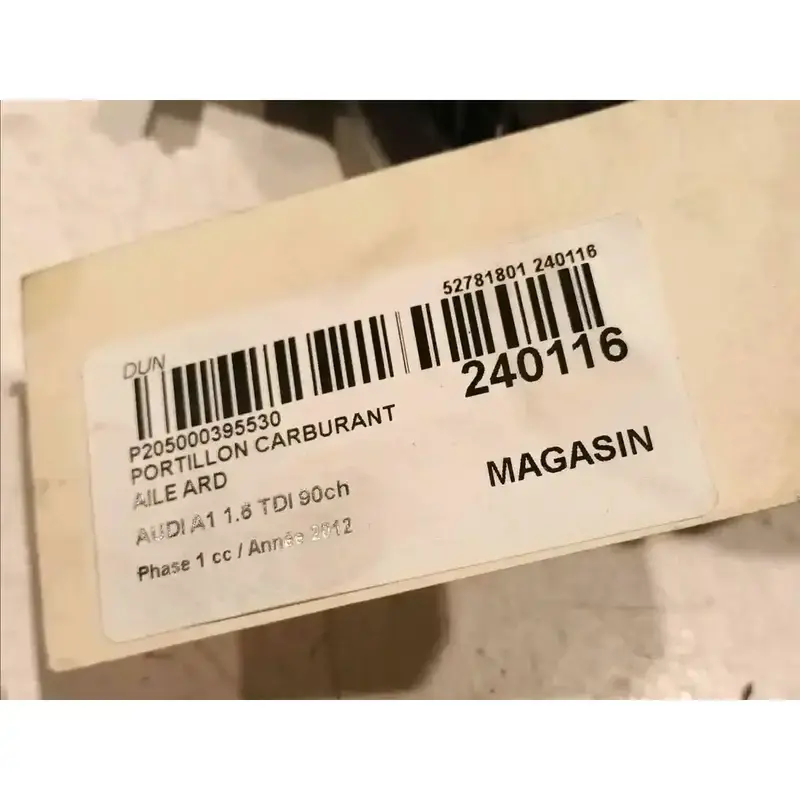 DUN
52781801 240116
240116
P205000395530
PORTILLON CARBURANT
AILE ARD
MAGASIN
AUDI A1 1.6 TDI 90ch
Phase 1 cc / Année 2012